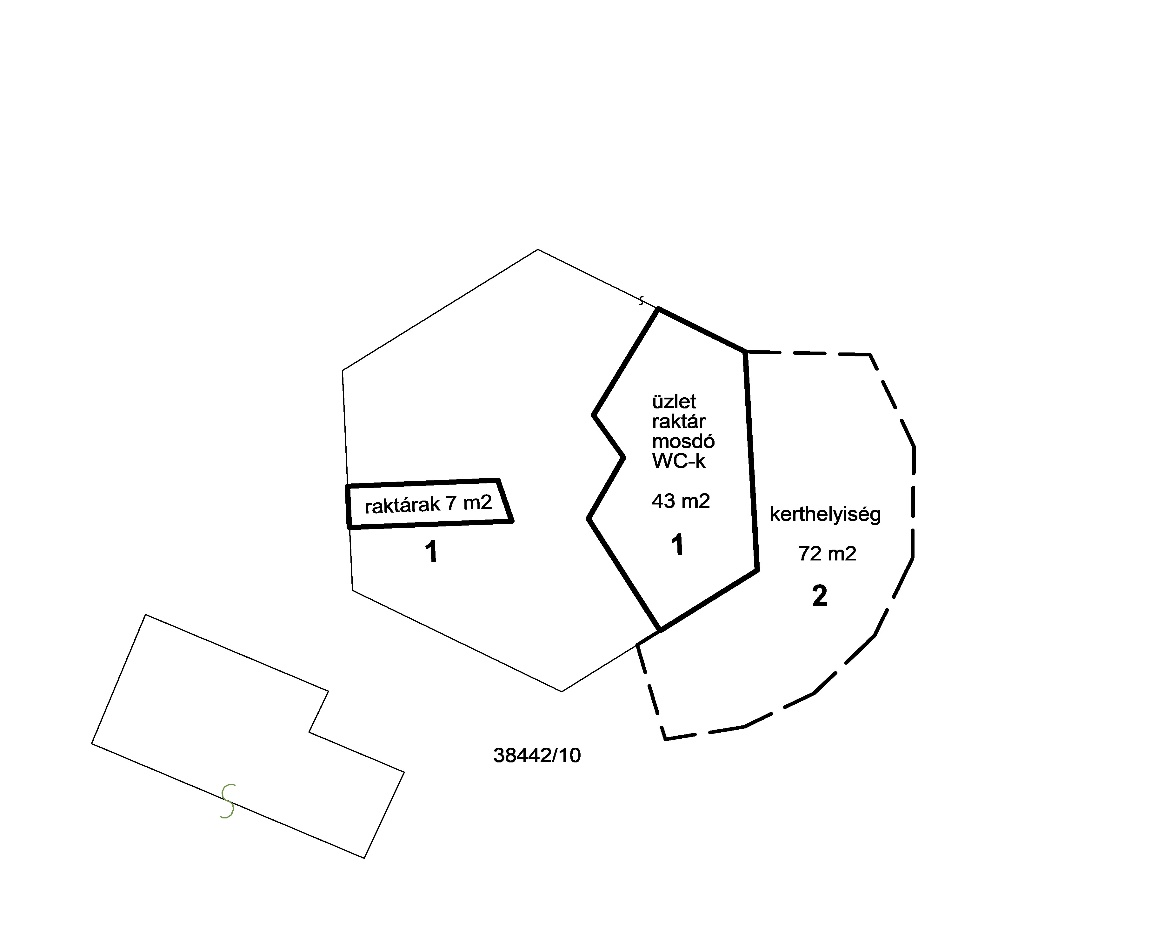 üzlet
raktár
mosdó
WC-k
43 m2
1
raktárak 7 m2
1
kerthelyiség
72 m2
2
38442/10